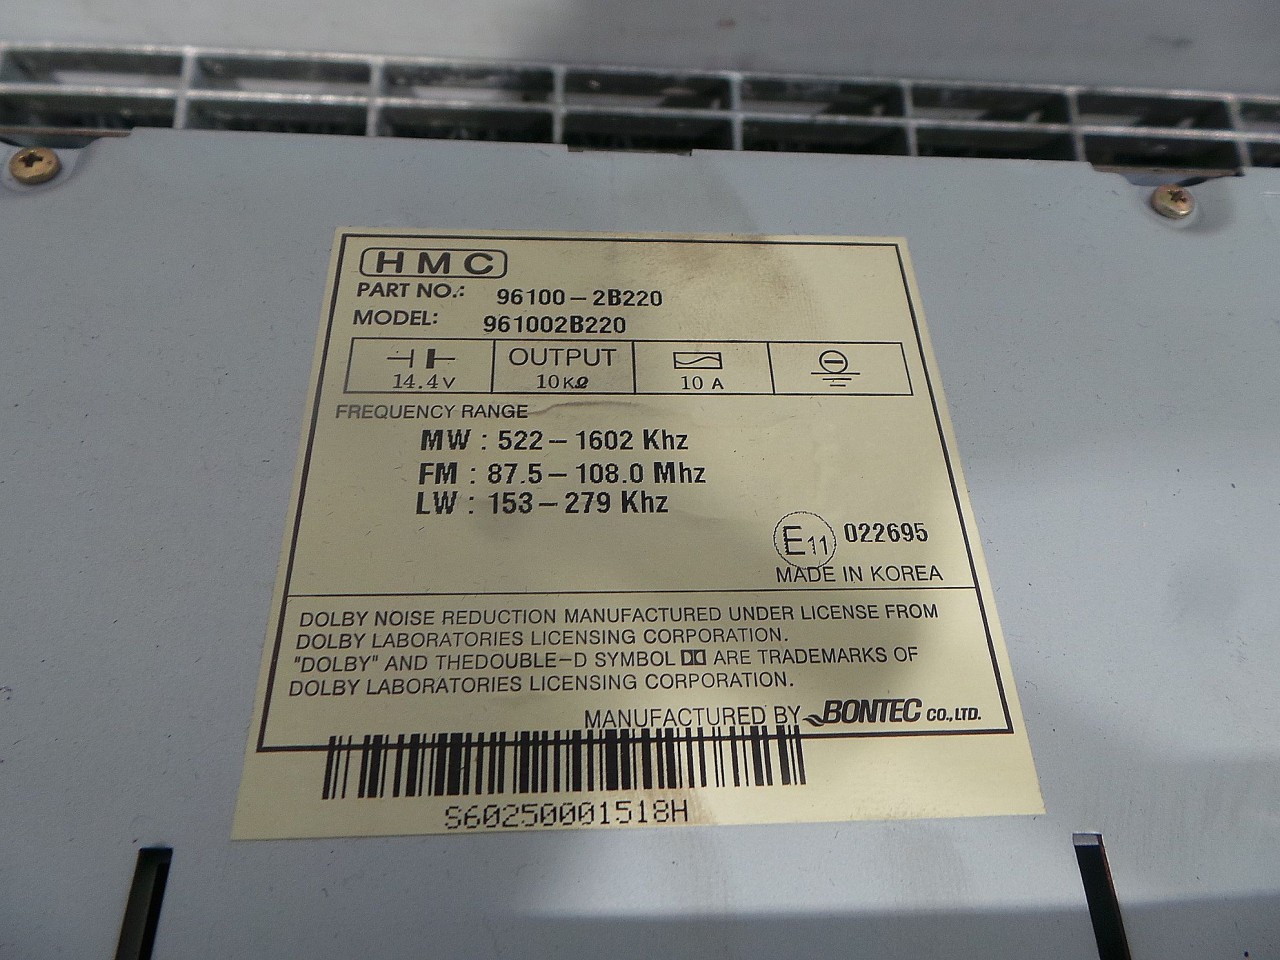 HMC
PART NO.: 96100-2B220
MODEL: 961002B220
14.4V OUTPUT 10KΩ 10 A
FREQUENCY RANGE
MW : 522-1602 Khz
FM : 87.5-108.0 Mhz
LW : 153-279 Khz
E11 022695
MADE IN KOREA
DOLBY NOISE REDUCTION MANUFACTURED UNDER LICENSE FROM
DOLBY LABORATORIES LICENSING CORPORATION.
"DOLBY" AND THEDOUBLE-D SYMBOL ARE TRADEMARKS OF
DOLBY LABORATORIES LICENSING CORPORATION.
MANUFACTURED BY BONTEC CO.,LTD.
S60250001518H